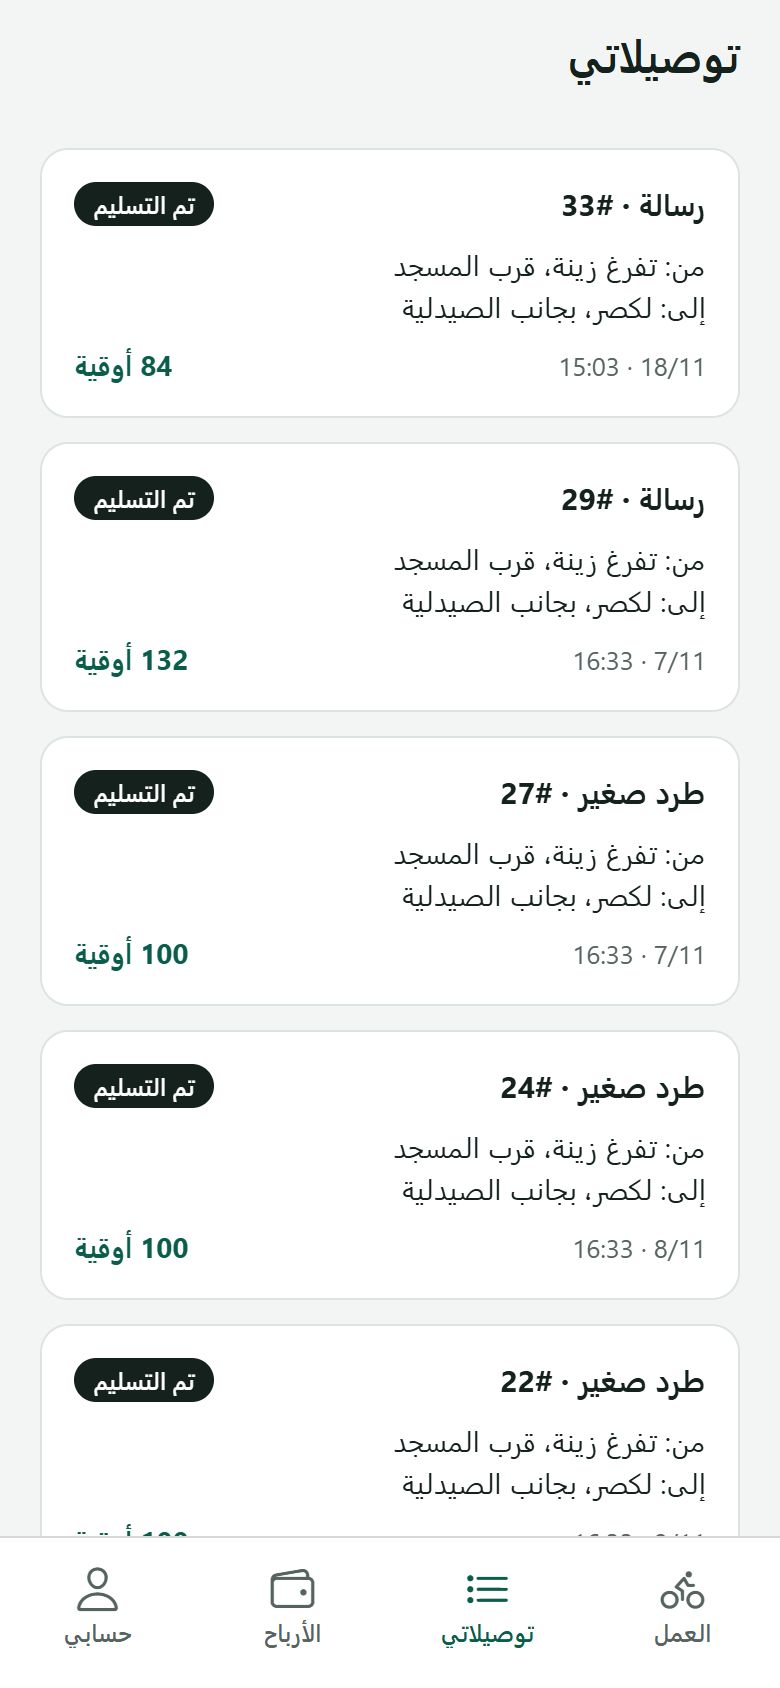 توصيلاتي
رسالة · #33
تم التسليم
من: تفرغ زينة، قرب المسجد
إلى: لكصر، بجانب الصيدلية
18/11 · 15:03
84 أوقية
رسالة · #29
تم التسليم
من: تفرغ زينة، قرب المسجد
إلى: لكصر، بجانب الصيدلية
7/11 · 16:33
132 أوقية
طرد صغير · #27
تم التسليم
من: تفرغ زينة، قرب المسجد
إلى: لكصر، بجانب الصيدلية
7/11 · 16:33
100 أوقية
طرد صغير · #24
تم التسليم
من: تفرغ زينة، قرب المسجد
إلى: لكصر، بجانب الصيدلية
8/11 · 16:33
100 أوقية
طرد صغير · #22
تم التسليم
من: تفرغ زينة، قرب المسجد
إلى: لكصر، بجانب الصيدلية
العمل
توصيلاتي
الأرباح
حسابي